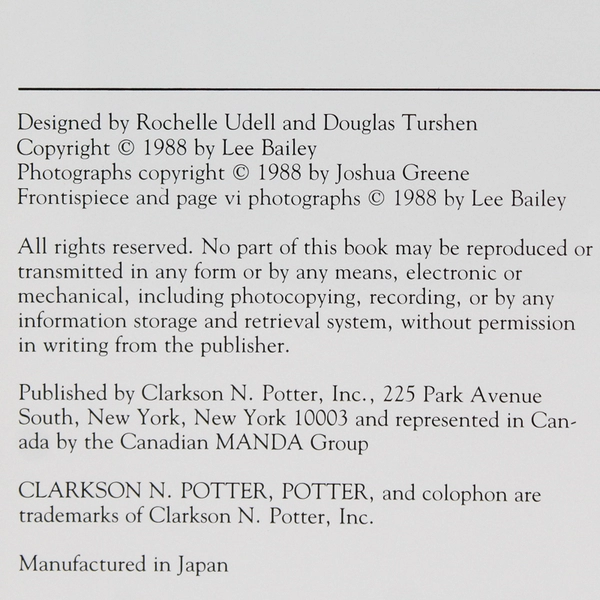 Designed by Rochelle Udell and Douglas Turshen
Copyright © 1988 by Lee Bailey
Photographs copyright © 1988 by Joshua Greene
Frontispiece and page vi photographs © 1988 by Lee Bailey
All rights reserved. No part of this book may be reproduced or
transmitted in any form or by any means, electronic or
mechanical, including photocopying, recording, or by any
information storage and retrieval system, without permission
in writing from the publisher.
Published by Clarkson N. Potter, Inc., 225 Park Avenue
South, New York, New York 10003 and represented in Can-
ada by the Canadian MANDA Group
CLARKSON N. POTTER, POTTER, and colophon are
trademarks of Clarkson N. Potter, Inc.
Manufactured in Japan